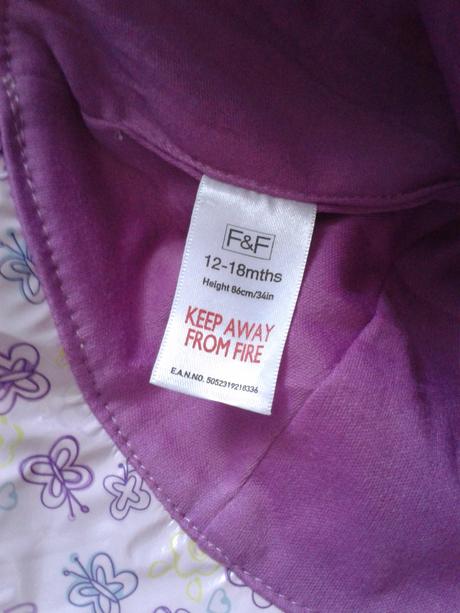 F&F
12-18mths
Height 86cm/34in
KEEP AWAY
FROM FIRE
E.A.N.NO. 5052319218336